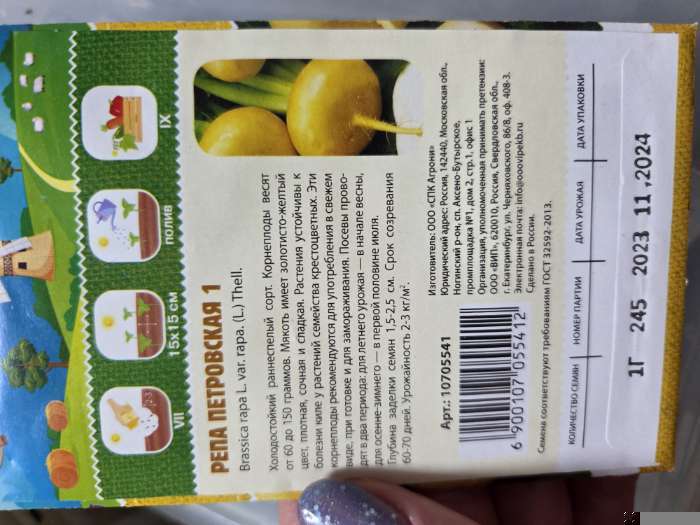 РЕПА ПЕТРОВСКАЯ 1
Brassica rapa L. var. rapa. (L.) Thell.
Холодостойкий раннеспелый сорт. Корнеплоды весят
от 60 до 150 граммов. Мякоть имеет золотисто-желтый
цвет, плотная, сочная и сладкая. Растения устойчивы к
болезни киле у растений семейства крестоцветных. Эти
корнеплоды рекомендуются для употребления в свежем
виде, при готовке и для замораживания. Посевы прово-
дят в два периода: для летнего урожая — в начале весны,
для осенне-зимнего — в первой половине июля.
Глубина заделки семян 1,5-2,5 см. Срок созревания
60-70 дней. Урожайность 2-3 кг/м².
VII
2-3
15х15 см
полив
IX
Арт.: 10705541
6 900107 055412
Изготовитель: ООО «СПК Агрони»
Юридический адрес: Россия, 142440, Московская обл.,
Ногинский р-он, сп. Аксено-Бутырское,
промплощадка №1, дом 2, стр.1, офис 1
Организация, уполномоченная принимать претензии:
ООО «ВИП», 620010, Россия, Свердловская обл.,
г. Екатеринбург, ул. Черняховского, 86/8, оф. 408-3.
Электронная почта: info@ooovipekb.ru
Сделано в России.
Семена соответствуют требованиям ГОСТ 32592-2013.
КОЛИЧЕСТВО СЕМЯН НОМЕР ПАРТИИ ДАТА УРОЖАЯ ДАТА УПАКОВКИ
1Г 245 2023 11,2024